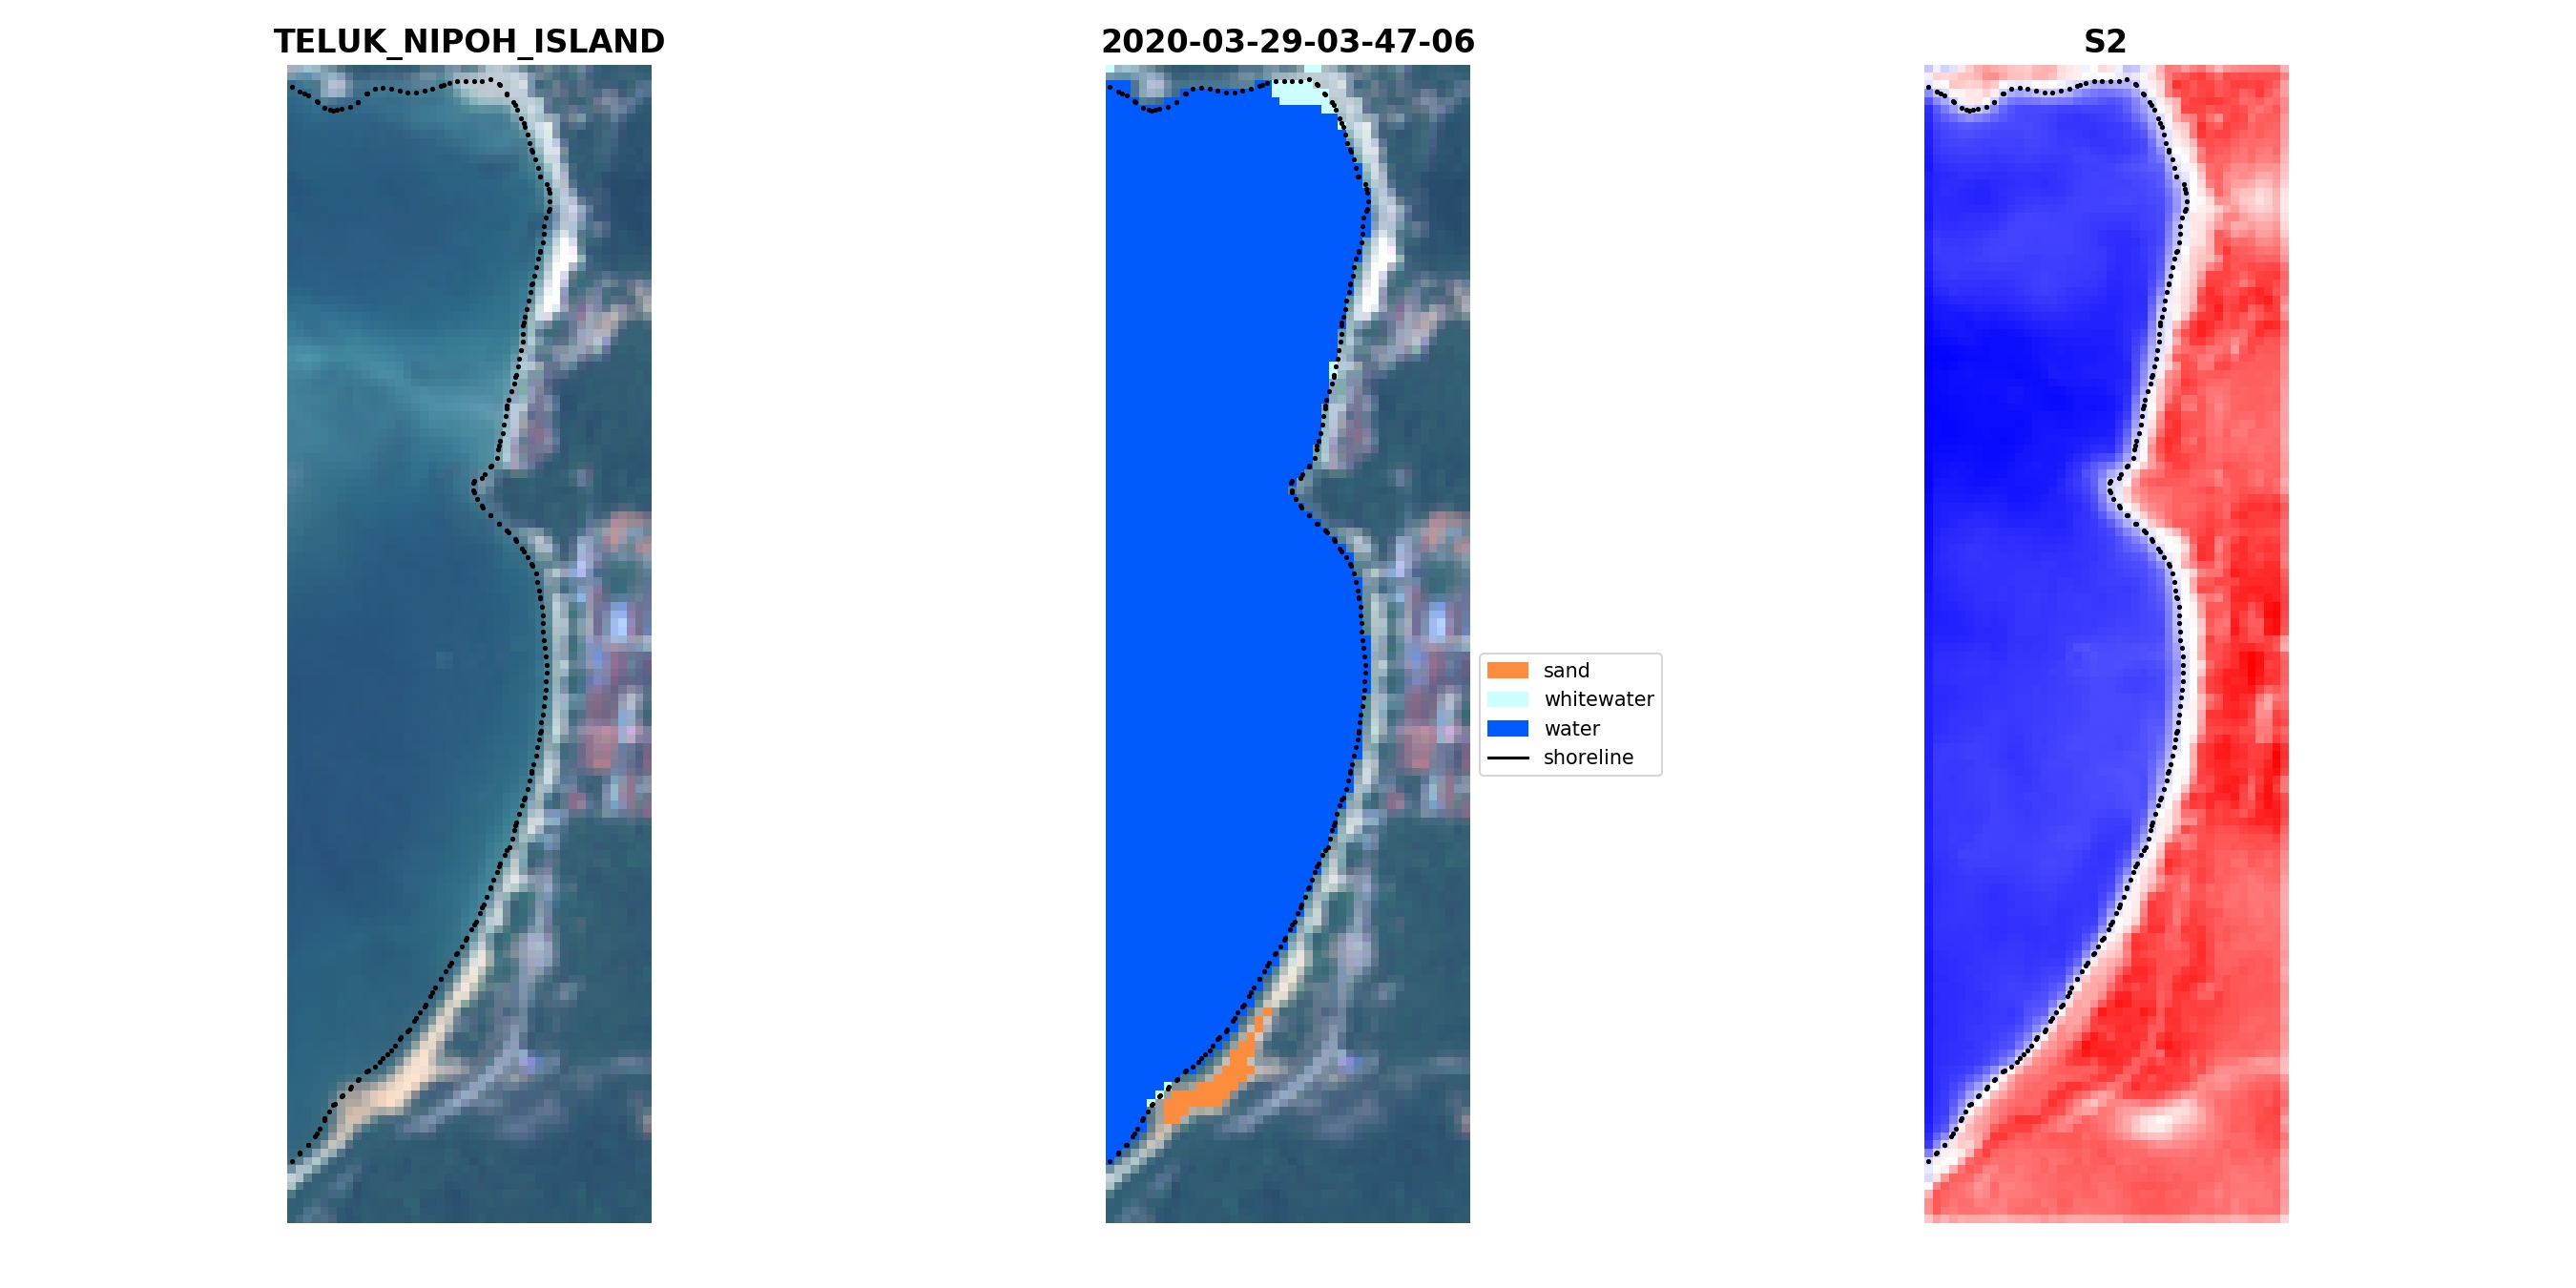 TELUK_NIPOH_ISLAND
2020-03-29-03-47-06
S2
sand
whitewater
water
shoreline